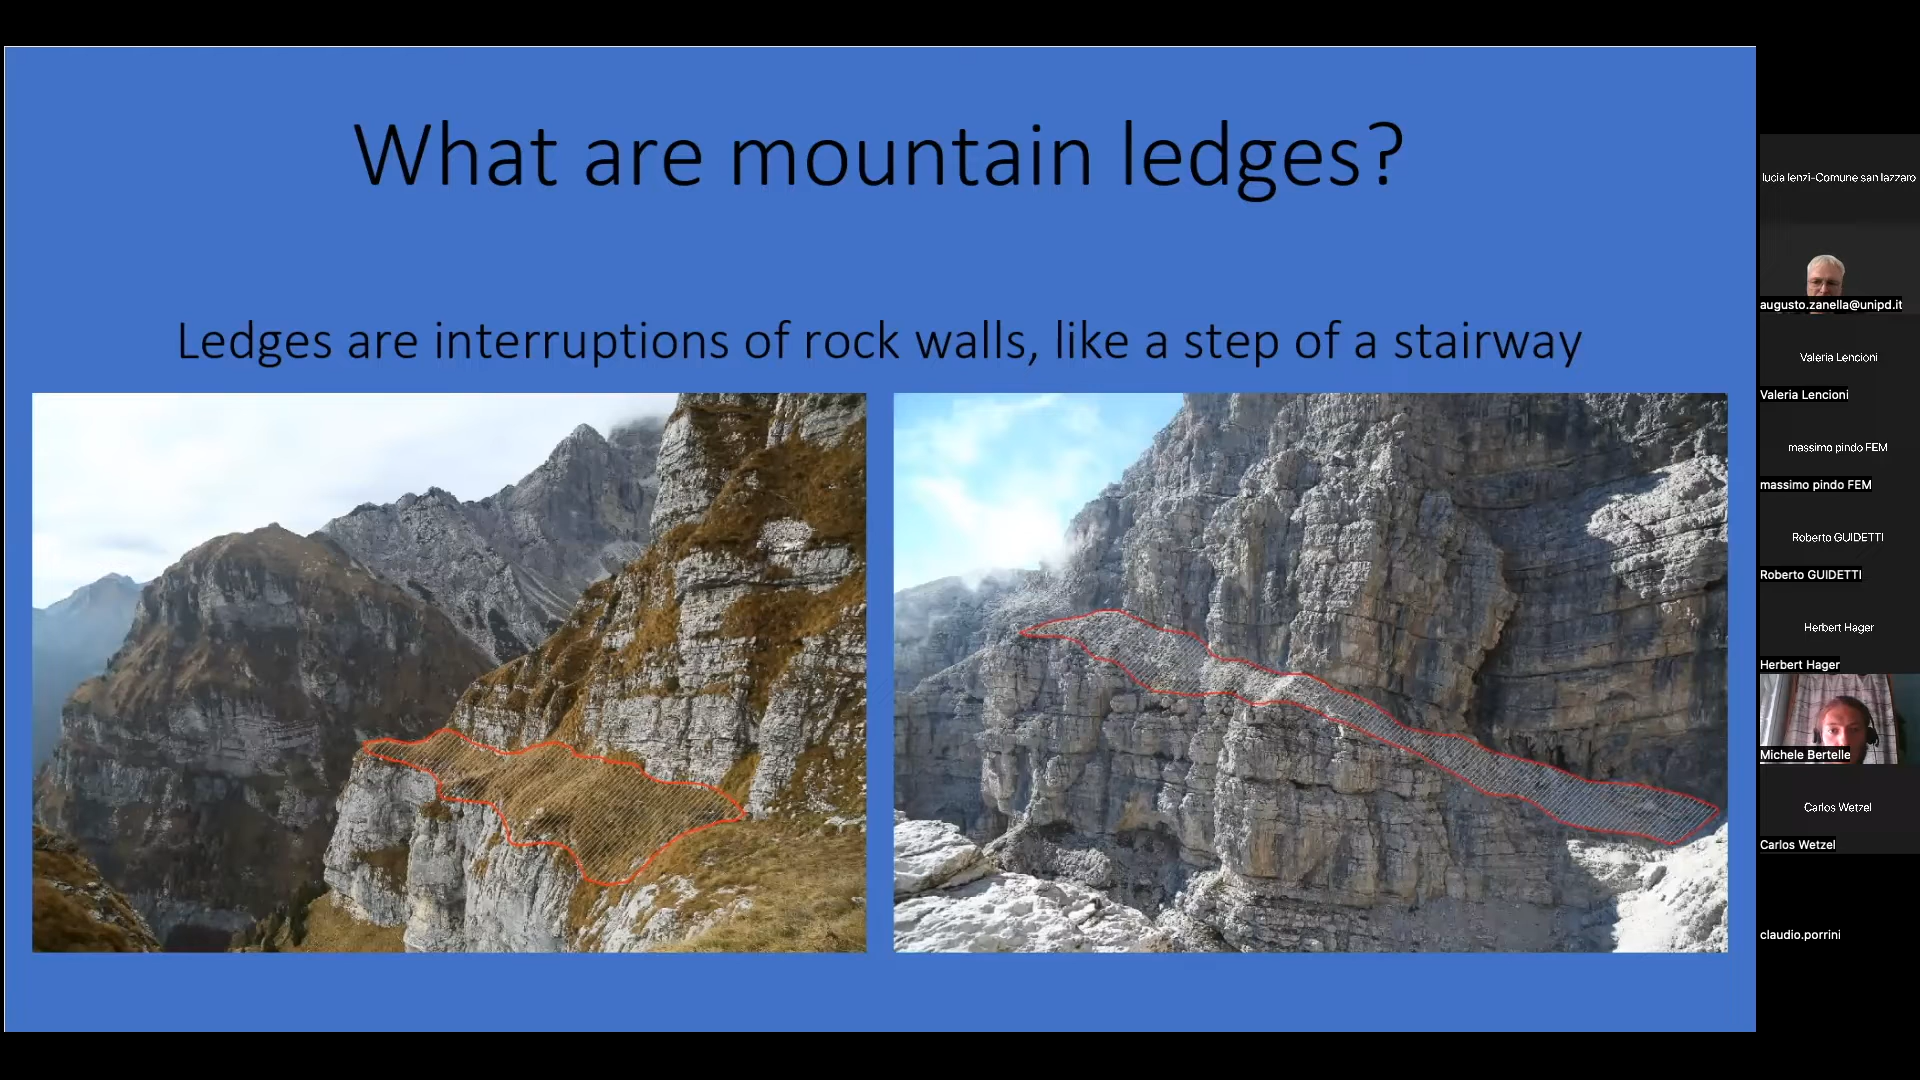 What are mountain ledges?
Ledges are interruptions of rock walls, like a step of a stairway
lucia lenzi-Comune san lazzaro
augusto.zanella@unipd.it
Valeria Lencioni
Valeria Lencioni
massimo pindo FEM
massimo pindo FEM
Roberto GUIDETTI
Roberto GUIDETTI
Herbert Hager
Herbert Hager
Michele Bertelle
Carlos Wetzel
Carlos Wetzel
claudio.porrini